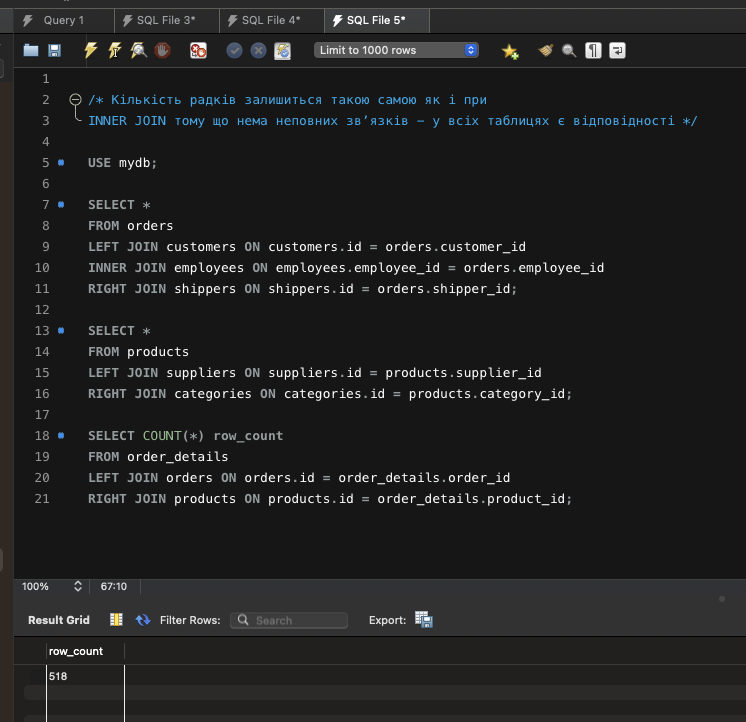 Query 1
SQL File 3*
SQL File 4*
SQL File 5*
Limit to 1000 rows
1
2 /* Кількість радків залишиться такою самою як і при
3 INNER JOIN тому що нема неповних зв’язків – у всіх таблицях є відповідності */
4
5 USE mydb;
6
7 SELECT *
8 FROM orders
9 LEFT JOIN customers ON customers.id = orders.customer_id
10 INNER JOIN employees ON employees.employee_id = orders.employee_id
11 RIGHT JOIN shippers ON shippers.id = orders.shipper_id;
12
13 SELECT *
14 FROM products
15 LEFT JOIN suppliers ON suppliers.id = products.supplier_id
16 RIGHT JOIN categories ON categories.id = products.category_id;
17
18 SELECT COUNT(*) row_count
19 FROM order_details
20 LEFT JOIN orders ON orders.id = order_details.order_id
21 RIGHT JOIN products ON products.id = order_details.product_id;
100% 67:10
Result Grid Filter Rows: Search Export:
row_count
518